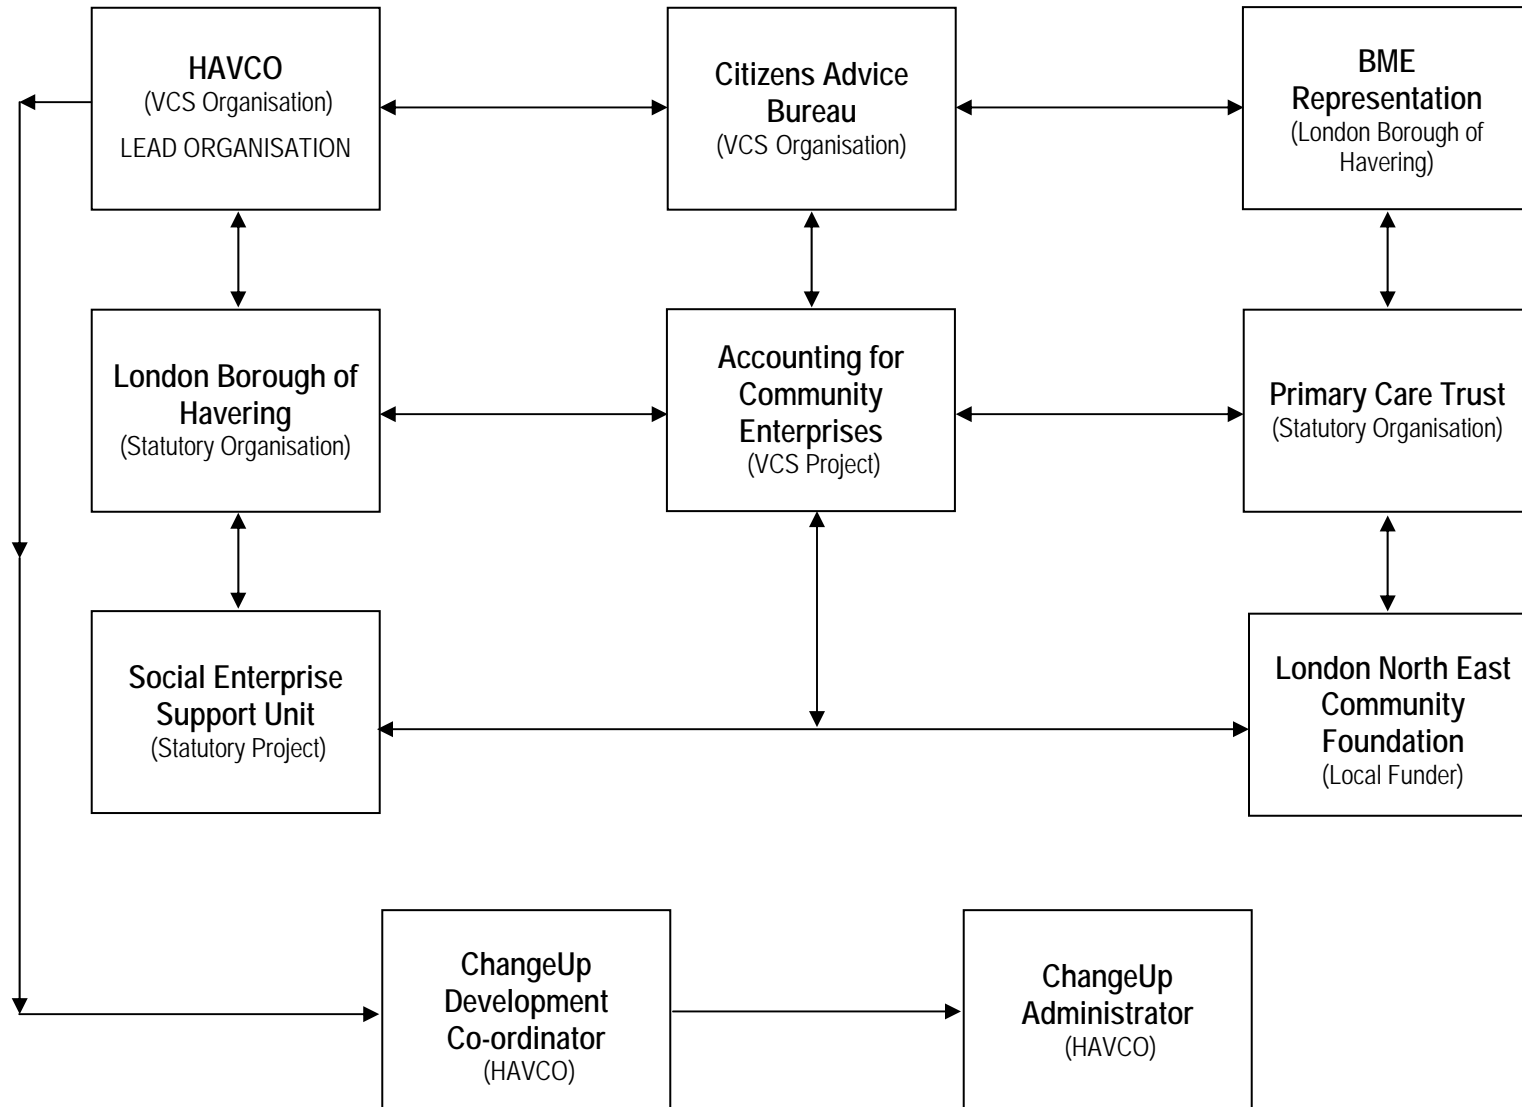 HAVCO
(VCS Organisation)
LEAD ORGANISATION
Citizens Advice
Bureau
(VCS Organisation)
BME
Representation
(London Borough of
Havering)
London Borough of
Havering
(Statutory Organisation)
Accounting for
Community
Enterprises
(VCS Project)
Primary Care Trust
(Statutory Organisation)
Social Enterprise
Support Unit
(Statutory Project)
London North East
Community
Foundation
(Local Funder)
ChangeUp
Development
Co-ordinator
(HAVCO)
ChangeUp
Administrator
(HAVCO)